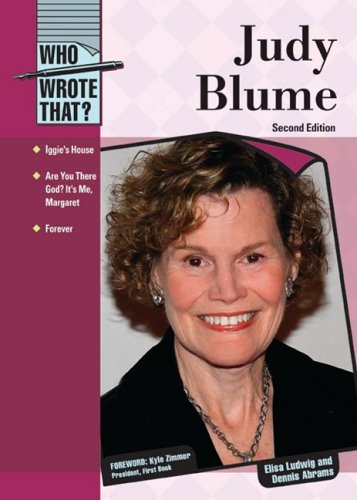 WHO
WROTE
THAT?
Judy
Blume
Second Edition
Iggie's House
Are You There
God? It's Me,
Margaret
Forever
FOREWORD: Kyle Zimmer
President, First Book
Elisa Ludwig and
Dennis Abrams